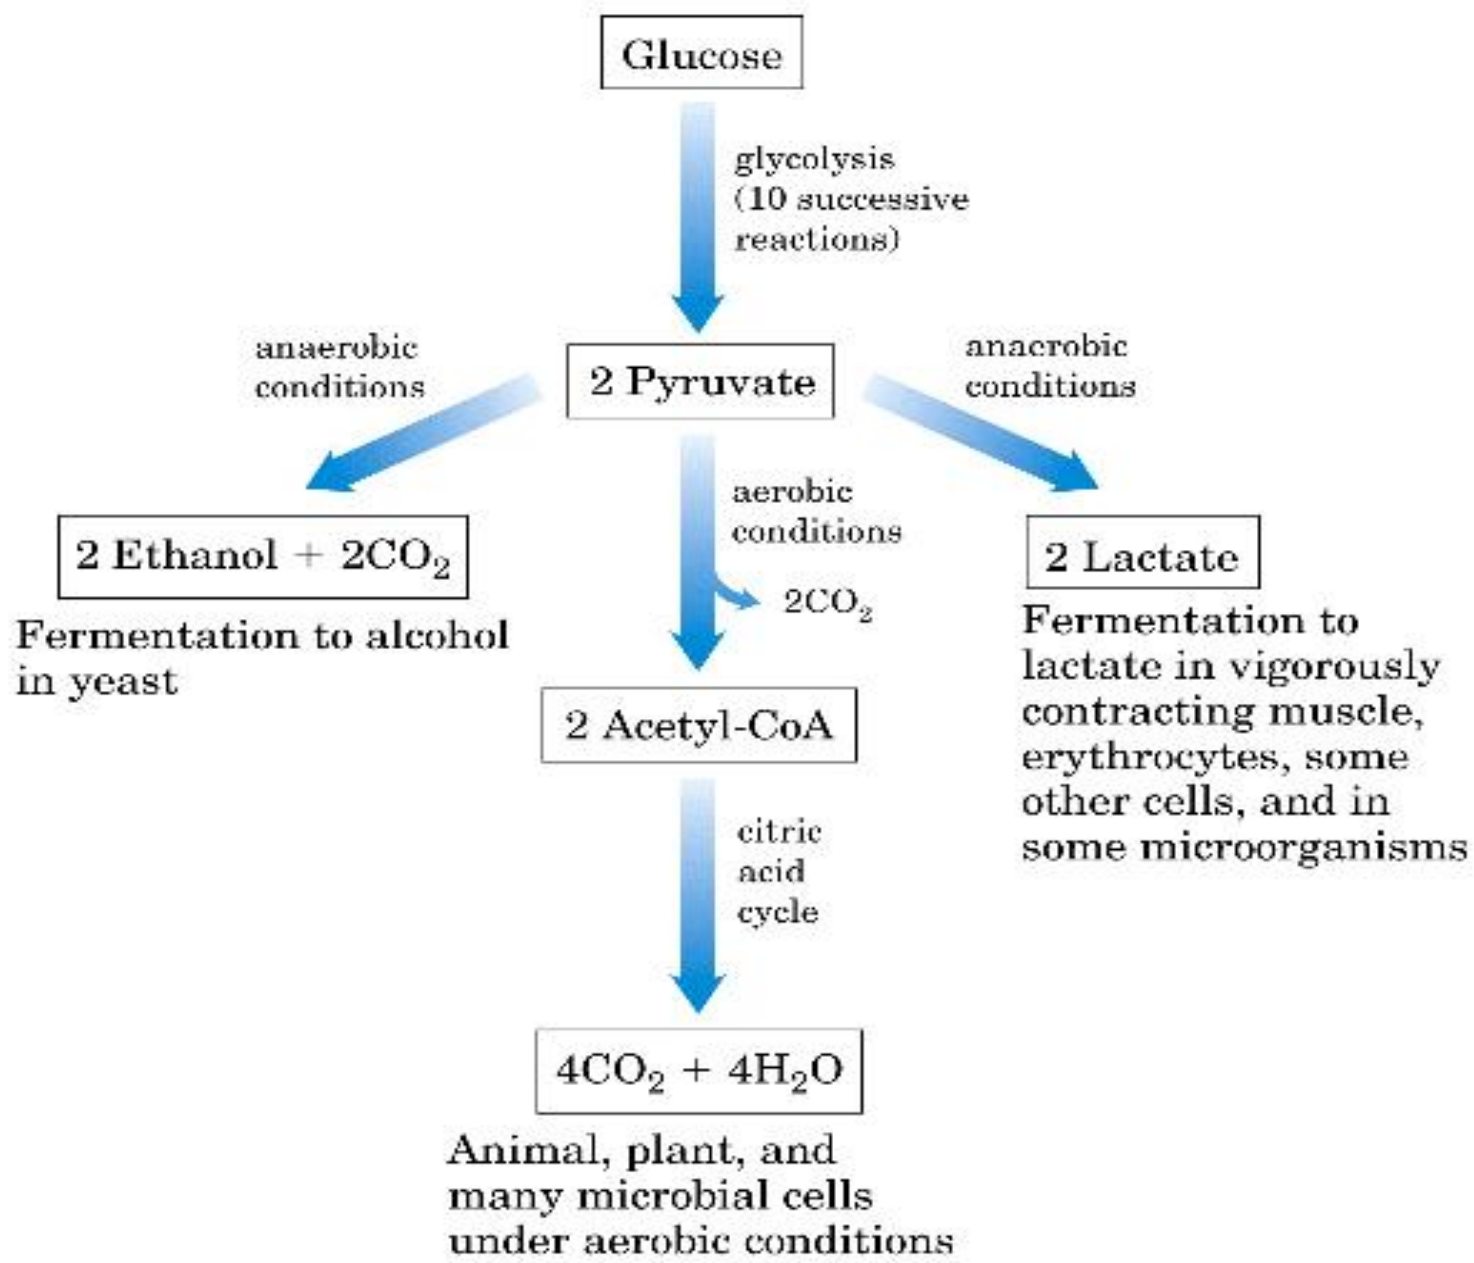 Glucose
glycolysis
(10 successive
reactions)
anaerobic
conditions
2 Pyruvate
anaerobic
conditions
aerobic
conditions
2CO₂
2 Ethanol + 2CO₂
Fermentation to alcohol
in yeast
2 Lactate
Fermentation to
lactate in vigorously
contracting muscle,
erythrocytes, some
other cells, and in
some microorganisms
2 Acetyl-CoA
citric
acid
cycle
4CO₂ + 4H₂O
Animal, plant, and
many microbial cells
under aerobic conditions